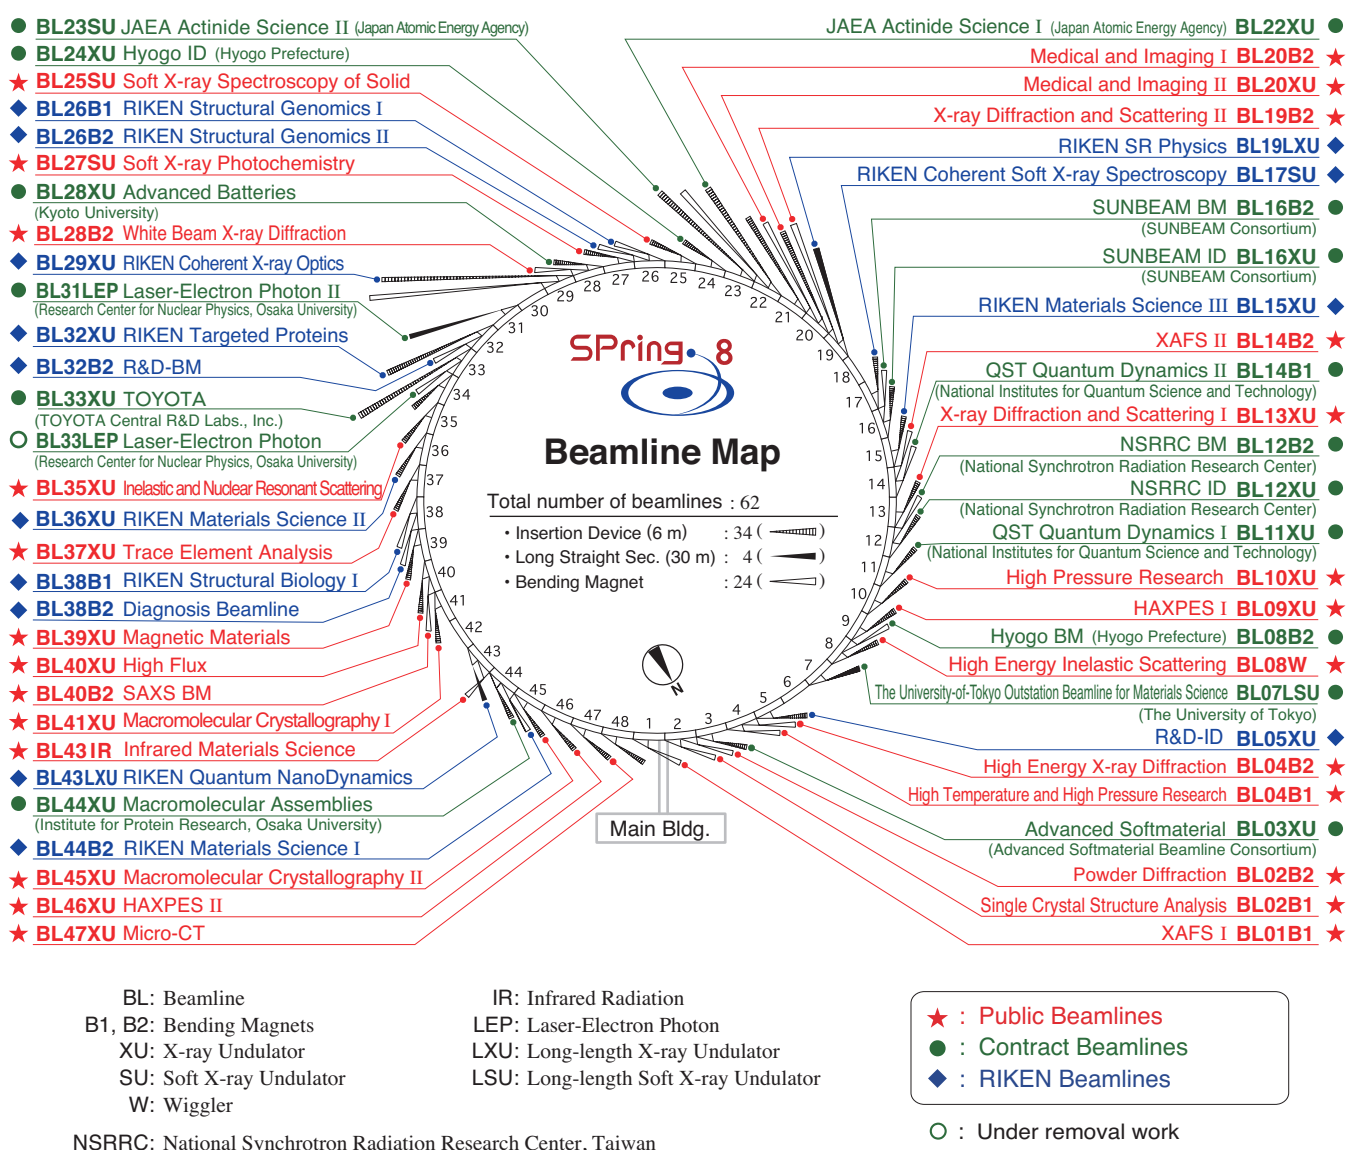 BL23SU JAEA Actinide Science II (Japan Atomic Energy Agency)
BL24XU Hyogo ID (Hyogo Prefecture)
BL25SU Soft X-ray Spectroscopy of Solid
BL26B1 RIKEN Structural Genomics I
BL26B2 RIKEN Structural Genomics II
BL27SU Soft X-ray Photochemistry
BL28XU Advanced Batteries
(Kyoto University)
BL28B2 White Beam X-ray Diffraction
BL29XU RIKEN Coherent X-ray Optics
BL31LEP Laser-Electron Photon II
(Research Center for Nuclear Physics, Osaka University)
BL32XU RIKEN Targeted Proteins
BL32B2 R&D-BM
BL33XU TOYOTA
(TOYOTA Central R&D Labs., Inc.)
BL33LEP Laser-Electron Photon
(Research Center for Nuclear Physics, Osaka University)
BL35XU Inelastic and Nuclear Resonant Scattering
BL36XU RIKEN Materials Science II
BL37XU Trace Element Analysis
BL38B1 RIKEN Structural Biology I
BL38B2 Diagnosis Beamline
BL39XU Magnetic Materials
BL40XU High Flux
BL40B2 SAXS BM
BL41XU Macromolecular Crystallography I
BL43IR Infrared Materials Science
BL43LXU RIKEN Quantum NanoDynamics
BL44XU Macromolecular Assemblies
(Institute for Protein Research, Osaka University)
BL44B2 RIKEN Materials Science I
BL45XU Macromolecular Crystallography II
BL46XU HAXPES II
BL47XU Micro-CT
JAEA Actinide Science I (Japan Atomic Energy Agency) BL22XU
Medical and Imaging I BL20B2
Medical and Imaging II BL20XU
X-ray Diffraction and Scattering II BL19B2
RIKEN SR Physics BL19LXU
RIKEN Coherent Soft X-ray Spectroscopy BL17SU
SUNBEAM BM BL16B2
(SUNBEAM Consortium)
SUNBEAM ID BL16XU
(SUNBEAM Consortium)
RIKEN Materials Science III BL15XU
XAFS II BL14B2
QST Quantum Dynamics II BL14B1
(National Institutes for Quantum Science and Technology)
X-ray Diffraction and Scattering I BL13XU
NSRRC BM BL12B2
(National Synchrotron Radiation Research Center)
NSRRC ID BL12XU
(National Synchrotron Radiation Research Center)
QST Quantum Dynamics I BL11XU
(National Institutes for Quantum Science and Technology)
High Pressure Research BL10XU
HAXPES I BL09XU
Hyogo BM (Hyogo Prefecture) BL08B2
High Energy Inelastic Scattering BL08W
The University-of-Tokyo Outstation Beamline for Materials Science BL07LSU
(The University of Tokyo)
R&D-ID BL05XU
High Energy X-ray Diffraction BL04B2
High Temperature and High Pressure Research BL04B1
Advanced Softmaterial BL03XU
(Advanced Softmaterial Beamline Consortium)
Powder Diffraction BL02B2
Single Crystal Structure Analysis BL02B1
XAFS I BL01B1
SPring-8
Beamline Map
Total number of beamlines : 62
• Insertion Device (6 m) : 34 ( )
• Long Straight Sec. (30 m) : 4 ( )
• Bending Magnet : 24 ( )
N
1
2
3
4
5
6
7
8
9
10
11
12
13
14
15
16
17
18
19
20
21
22
23
24
25
26
27
28
29
30
31
32
33
34
35
36
37
38
39
40
41
42
43
44
45
46
47
48
Main Bldg.
BL: Beamline
B1, B2: Bending Magnets
XU: X-ray Undulator
SU: Soft X-ray Undulator
W: Wiggler
NSRRC: National Synchrotron Radiation Research Center, Taiwan
IR: Infrared Radiation
LEP: Laser-Electron Photon
LXU: Long-length X-ray Undulator
LSU: Long-length Soft X-ray Undulator
★ : Public Beamlines
● : Contract Beamlines
◆ : RIKEN Beamlines
○ : Under removal work